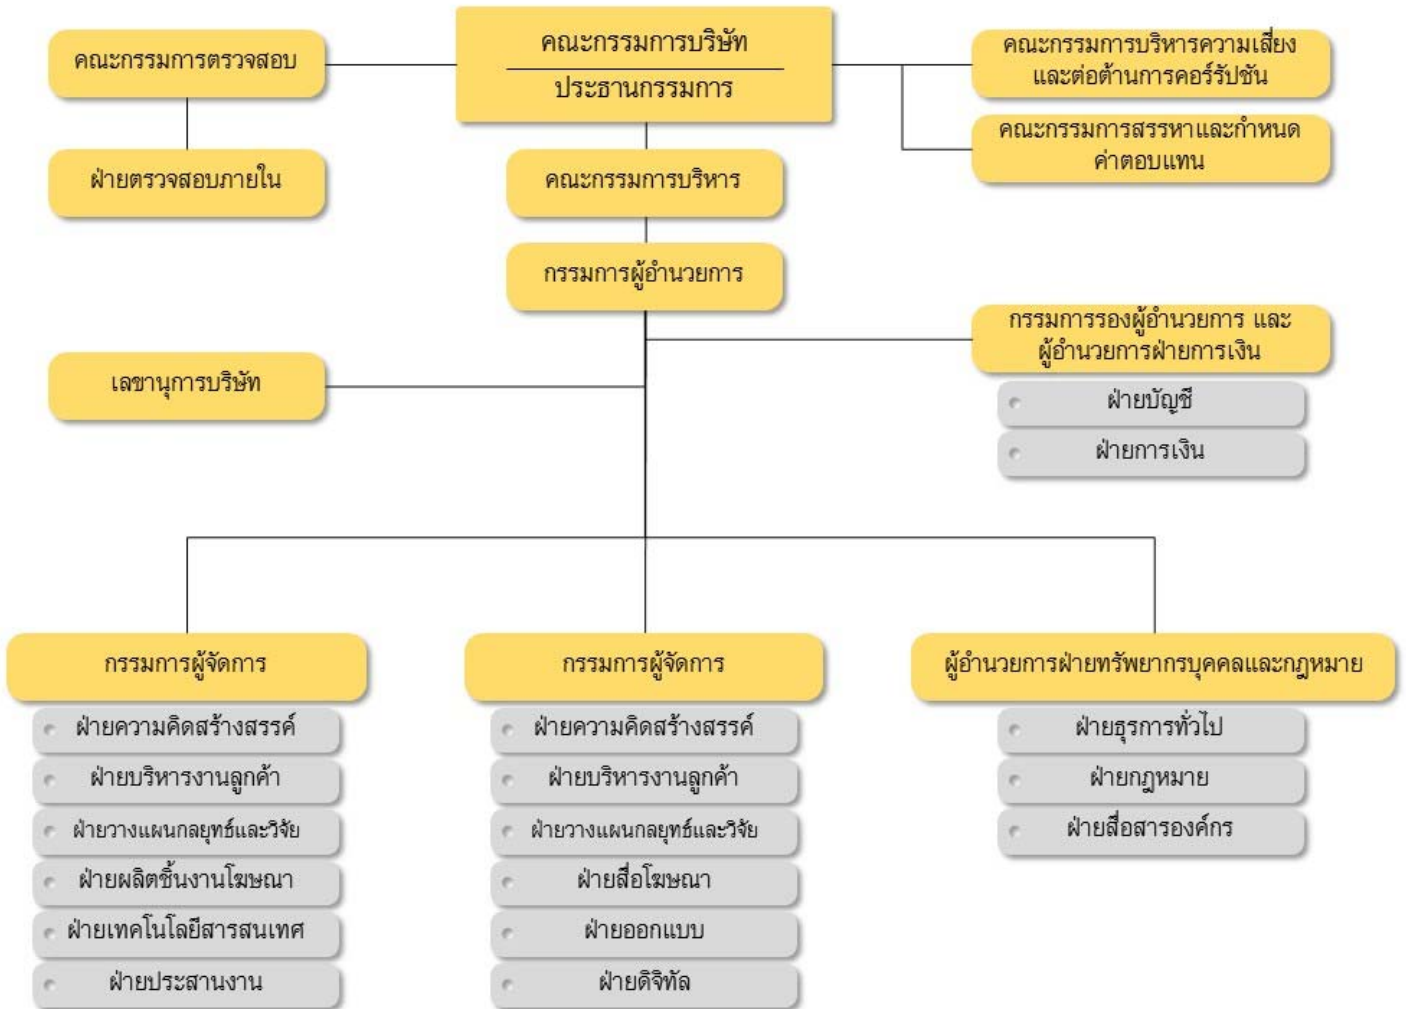 คณะกรรมการบริษัท
ประธานกรรมการ
คณะกรรมการตรวจสอบ
ฝ่ายตรวจสอบภายใน
คณะกรรมการบริหารความเสี่ยง
และต่อต้านการคอร์รัปชัน
คณะกรรมการสรรหาและกำหนด
ค่าตอบแทน
คณะกรรมการบริหาร
กรรมการผู้อำนวยการ
กรรมการรองผู้อำนวยการ และ
ผู้อำนวยการฝ่ายการเงิน
ฝ่ายบัญชี
ฝ่ายการเงิน
เลขานุการบริษัท
กรรมการผู้จัดการ
ฝ่ายความคิดสร้างสรรค์
ฝ่ายบริหารงานลูกค้า
ฝ่ายวางแผนกลยุทธ์และวิจัย
ฝ่ายผลิตชิ้นงานโฆษณา
ฝ่ายเทคโนโลยีสารสนเทศ
ฝ่ายประสานงาน
กรรมการผู้จัดการ
ฝ่ายความคิดสร้างสรรค์
ฝ่ายบริหารงานลูกค้า
ฝ่ายวางแผนกลยุทธ์และวิจัย
ฝ่ายสื่อโฆษณา
ฝ่ายออกแบบ
ฝ่ายดิจิทัล
ผู้อำนวยการฝ่ายทรัพยากรบุคคลและกฎหมาย
ฝ่ายธุรการทั่วไป
ฝ่ายกฎหมาย
ฝ่ายสื่อสารองค์กร